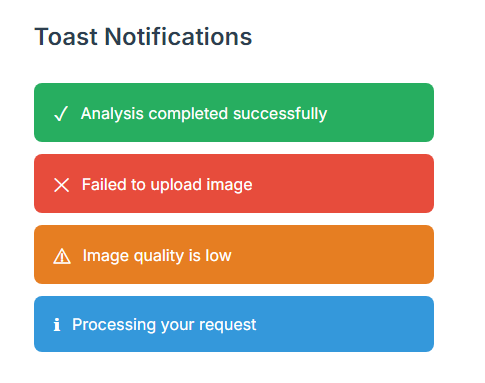 Toast Notifications
✓ Analysis completed successfully
✕ Failed to upload image
⚠ Image quality is low
ℹ Processing your request